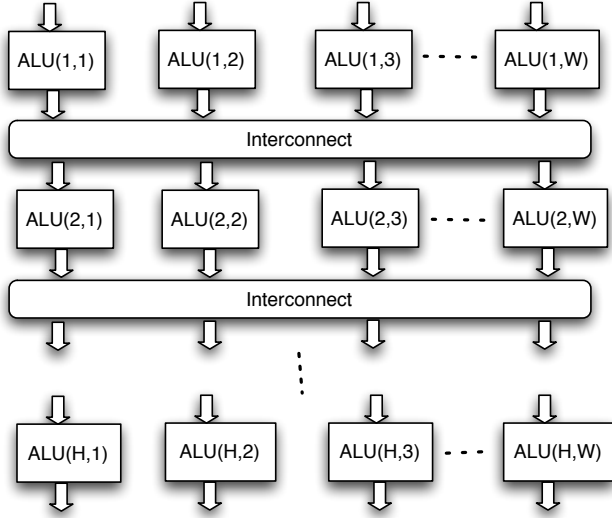 ALU(1,1) ALU(1,2) ALU(1,3) ALU(1,W)
Interconnect
ALU(2,1) ALU(2,2) ALU(2,3) ALU(2,W)
Interconnect
ALU(H,1) ALU(H,2) ALU(H,3) ALU(H,W)